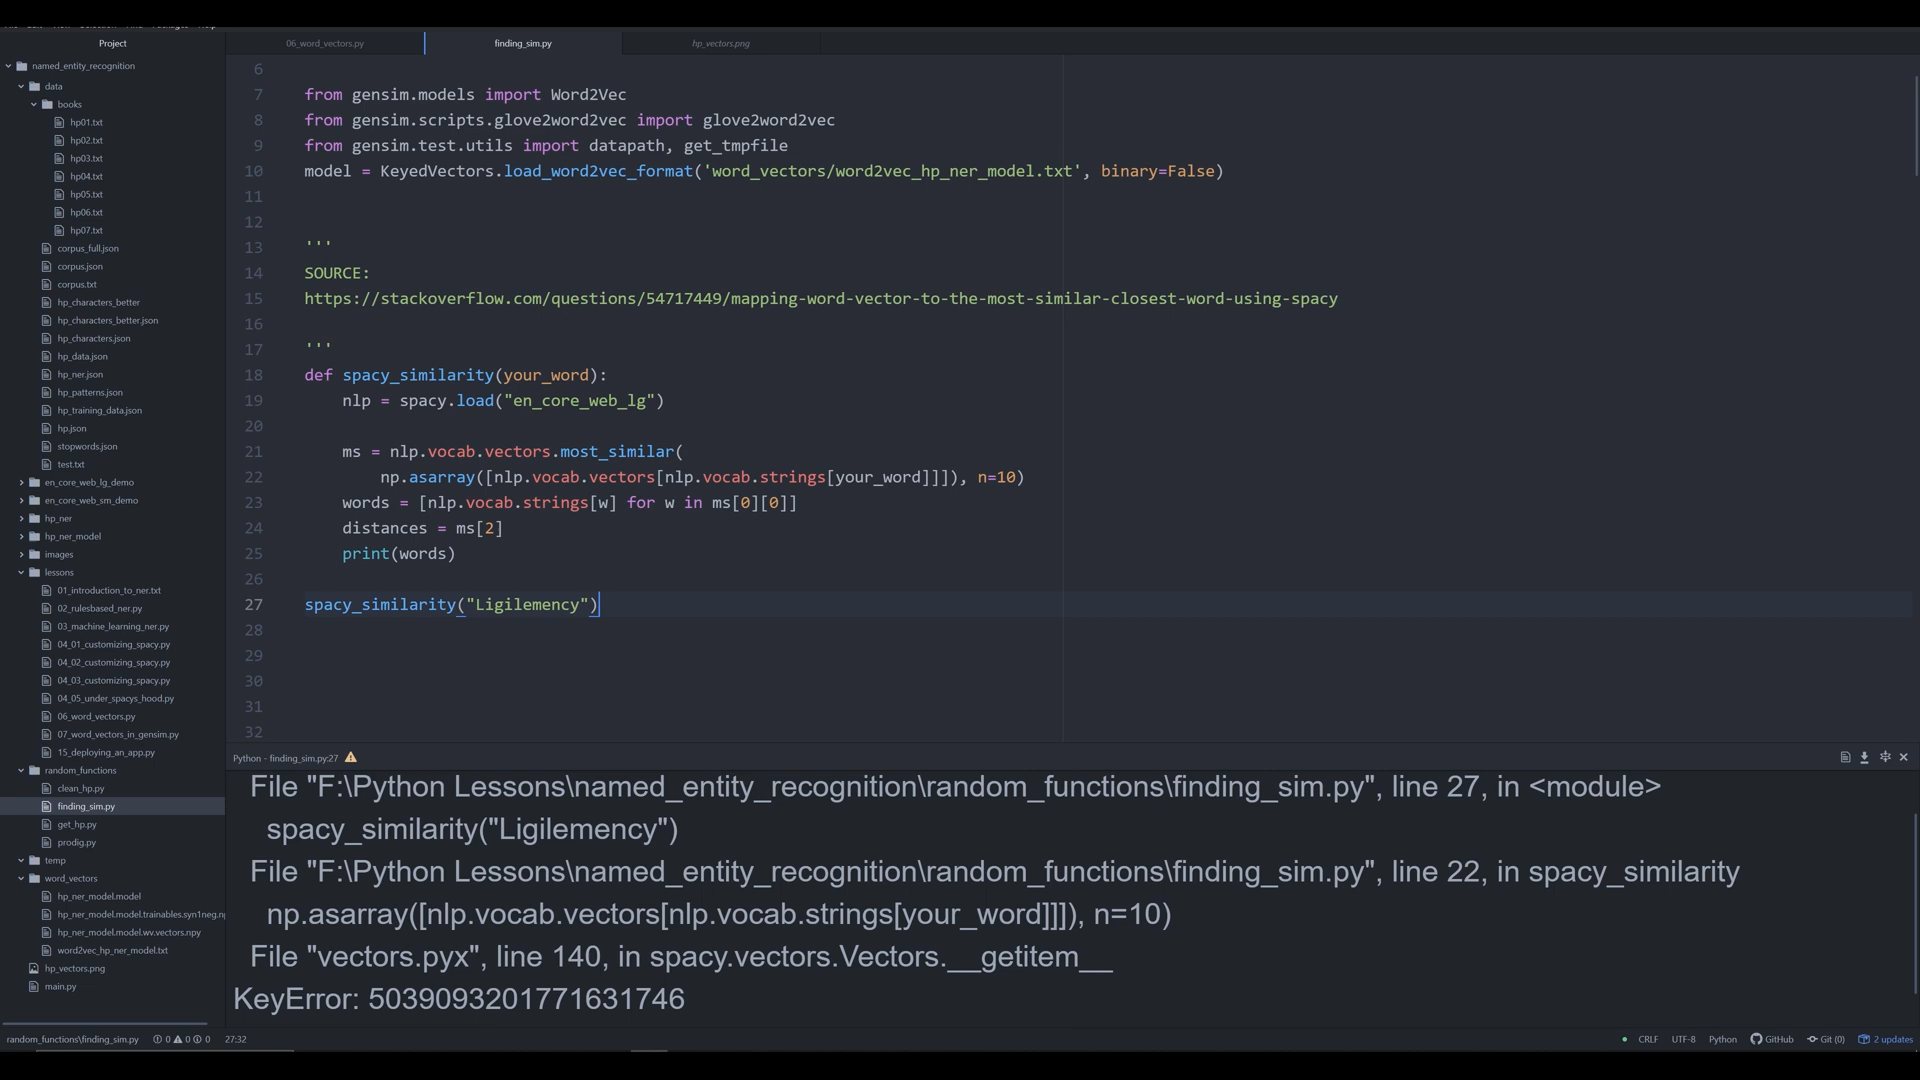 Project
06_word_vectors.py
finding_sim.py
hp_vectors.png
named_entity_recognition
data
books
hp01.txt
hp02.txt
hp03.txt
hp04.txt
hp05.txt
hp06.txt
hp07.txt
corpus_full.json
corpus.json
corpus.txt
hp_characters_better
hp_characters_better.json
hp_characters.json
hp_data.json
hp_ner.json
hp_patterns.json
hp_training_data.json
hp.json
stopwords.json
test.txt
en_core_web_lg_demo
en_core_web_sm_demo
hp_ner
hp_ner_model
images
lessons
01_introduction_to_ner.txt
02_rulesbased_ner.py
03_machine_learning_ner.py
04_01_customizing_spacy.py
04_02_customizing_spacy.py
04_03_customizing_spacy.py
04_05_under_spacys_hood.py
06_word_vectors.py
07_word_vectors_in_gensim.py
15_deploying_an_app.py
random_functions
clean_hp.py
finding_sim.py
get_hp.py
prodig.py
temp
word_vectors
hp_ner_model.model
hp_ner_model.model.trainables.syn1neg.np
hp_ner_model.model.wv.vectors.npy
word2vec_hp_ner_model.txt
hp_vectors.png
main.py
6
7 from gensim.models import Word2Vec
8 from gensim.scripts.glove2word2vec import glove2word2vec
9 from gensim.test.utils import datapath, get_tmpfile
10 model = KeyedVectors.load_word2vec_format('word_vectors/word2vec_hp_ner_model.txt', binary=False)
11
12
13 '''
14 SOURCE:
15 https://stackoverflow.com/questions/54717449/mapping-word-vector-to-the-most-similar-closest-word-using-spacy
16
17 '''
18 def spacy_similarity(your_word):
19 nlp = spacy.load("en_core_web_lg")
20
21 ms = nlp.vocab.vectors.most_similar(
22 np.asarray([nlp.vocab.vectors[nlp.vocab.strings[your_word]]]), n=10)
23 words = [nlp.vocab.strings[w] for w in ms[0][0]]
24 distances = ms[2]
25 print(words)
26
27 spacy_similarity("Ligilemency")
28
29
30
31
32
Python - finding_sim.py:27
File "F:\Python Lessons\named_entity_recognition\random_functions\finding_sim.py", line 27, in <module>
spacy_similarity("Ligilemency")
File "F:\Python Lessons\named_entity_recognition\random_functions\finding_sim.py", line 22, in spacy_similarity
np.asarray([nlp.vocab.vectors[nlp.vocab.strings[your_word]]]), n=10)
File "vectors.pyx", line 140, in spacy.vectors.Vectors.__getitem__
KeyError: 5039093201771631746
random_functions\finding_sim.py 0 0 0 27:32 CRLF UTF-8 Python GitHub Git (0) 2 updates